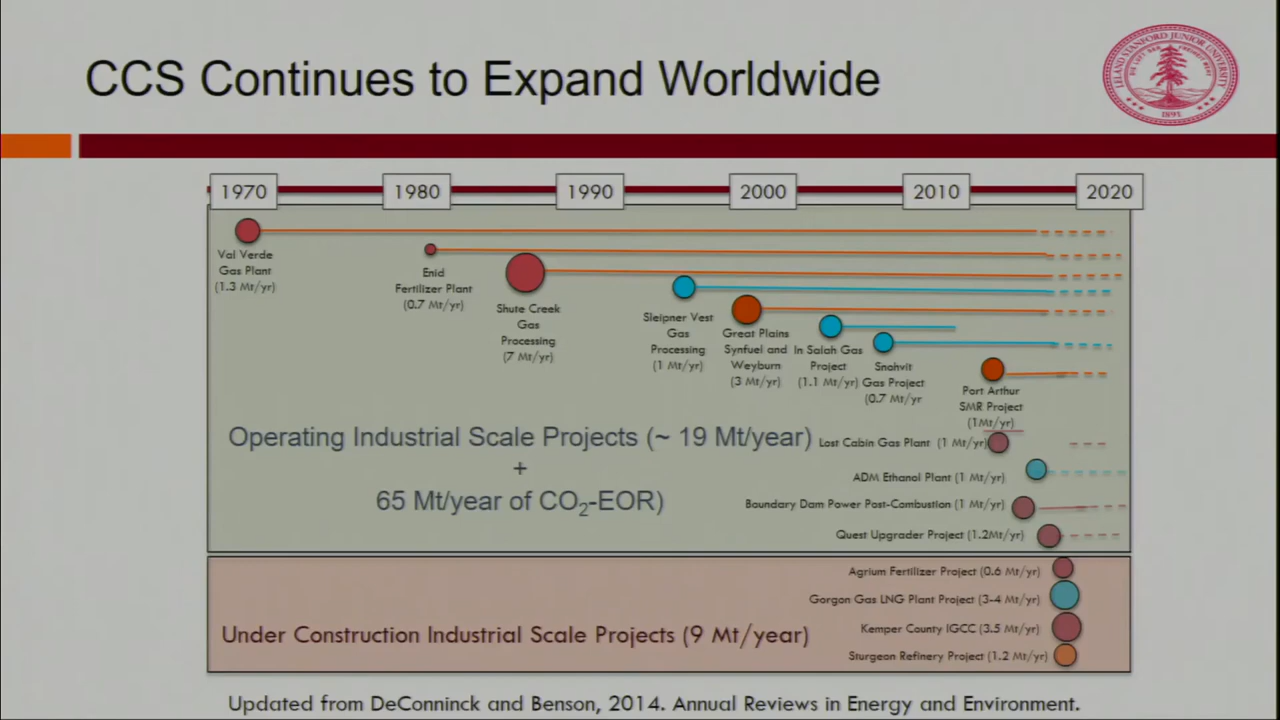 CCS Continues to Expand Worldwide
LELAND STANFORD JUNIOR UNIVERSITY
1891
1970 1980 1990 2000 2010 2020
Val Verde
Gas Plant
(1.3 Mt/yr)
Enid
Fertilizer Plant
(0.7 Mt/yr)
Shute Creek
Gas
Processing
(7 Mt/yr)
Sleipner Vest
Gas
Processing
(1 Mt/yr)
Great Plains
Synfuel and
Weyburn
(3 Mt/yr)
In Salah Gas
Project
(1.1 Mt/yr)
Snohvit
Gas Project
(0.7 Mt/yr
Port Arthur
SMR Project
(1Mt/yr)
Operating Industrial Scale Projects (~ 19 Mt/year)
+
65 Mt/year of CO₂-EOR)
Lost Cabin Gas Plant (1 Mt/yr)
ADM Ethanol Plant (1 Mt/yr)
Boundary Dam Power Post-Combustion (1 Mt/yr)
Quest Upgrader Project (1.2Mt/yr)
Under Construction Industrial Scale Projects (9 Mt/year)
Agrium Fertilizer Project (0.6 Mt/yr)
Gorgon Gas LNG Plant Project (3-4 Mt/yr)
Kemper County IGCC (3.5 Mt/yr)
Sturgeon Refinery Project (1.2 Mt/yr)
Updated from DeConninck and Benson, 2014. Annual Reviews in Energy and Environment.